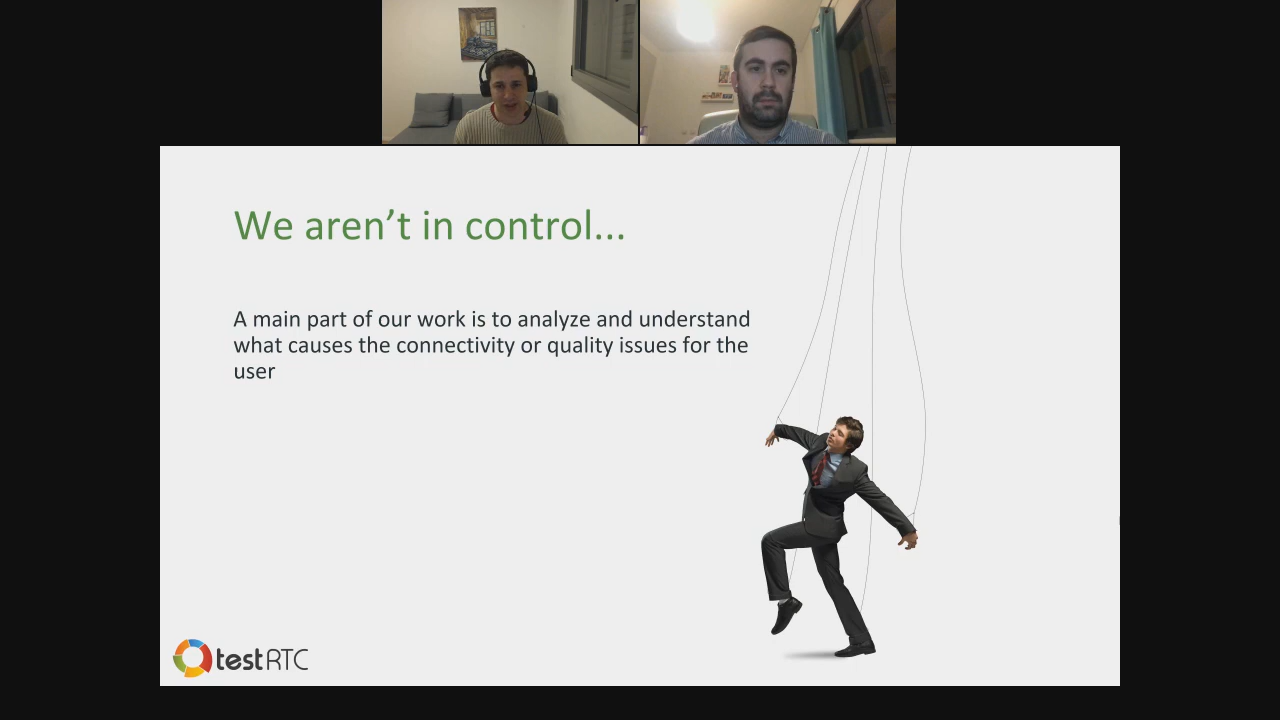 We aren’t in control...
A main part of our work is to analyze and understand
what causes the connectivity or quality issues for the
user
testRTC